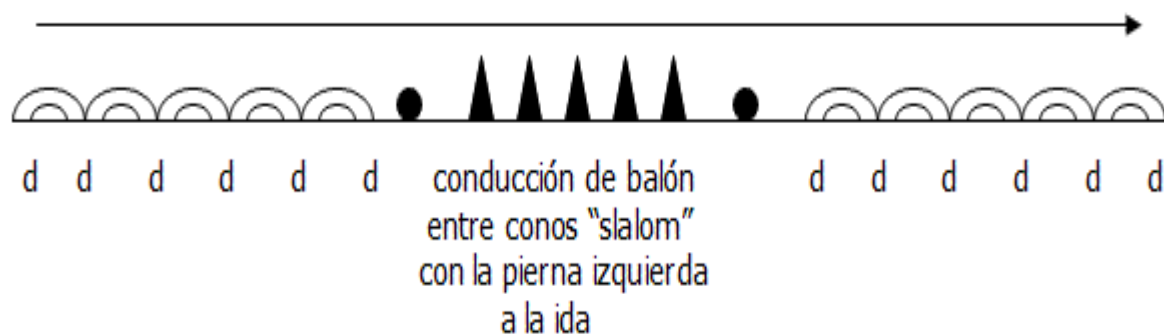 d d d d d d conducción de balón d d d d d d
entre conos “slalom”
con la pierna izquierda
a la ida